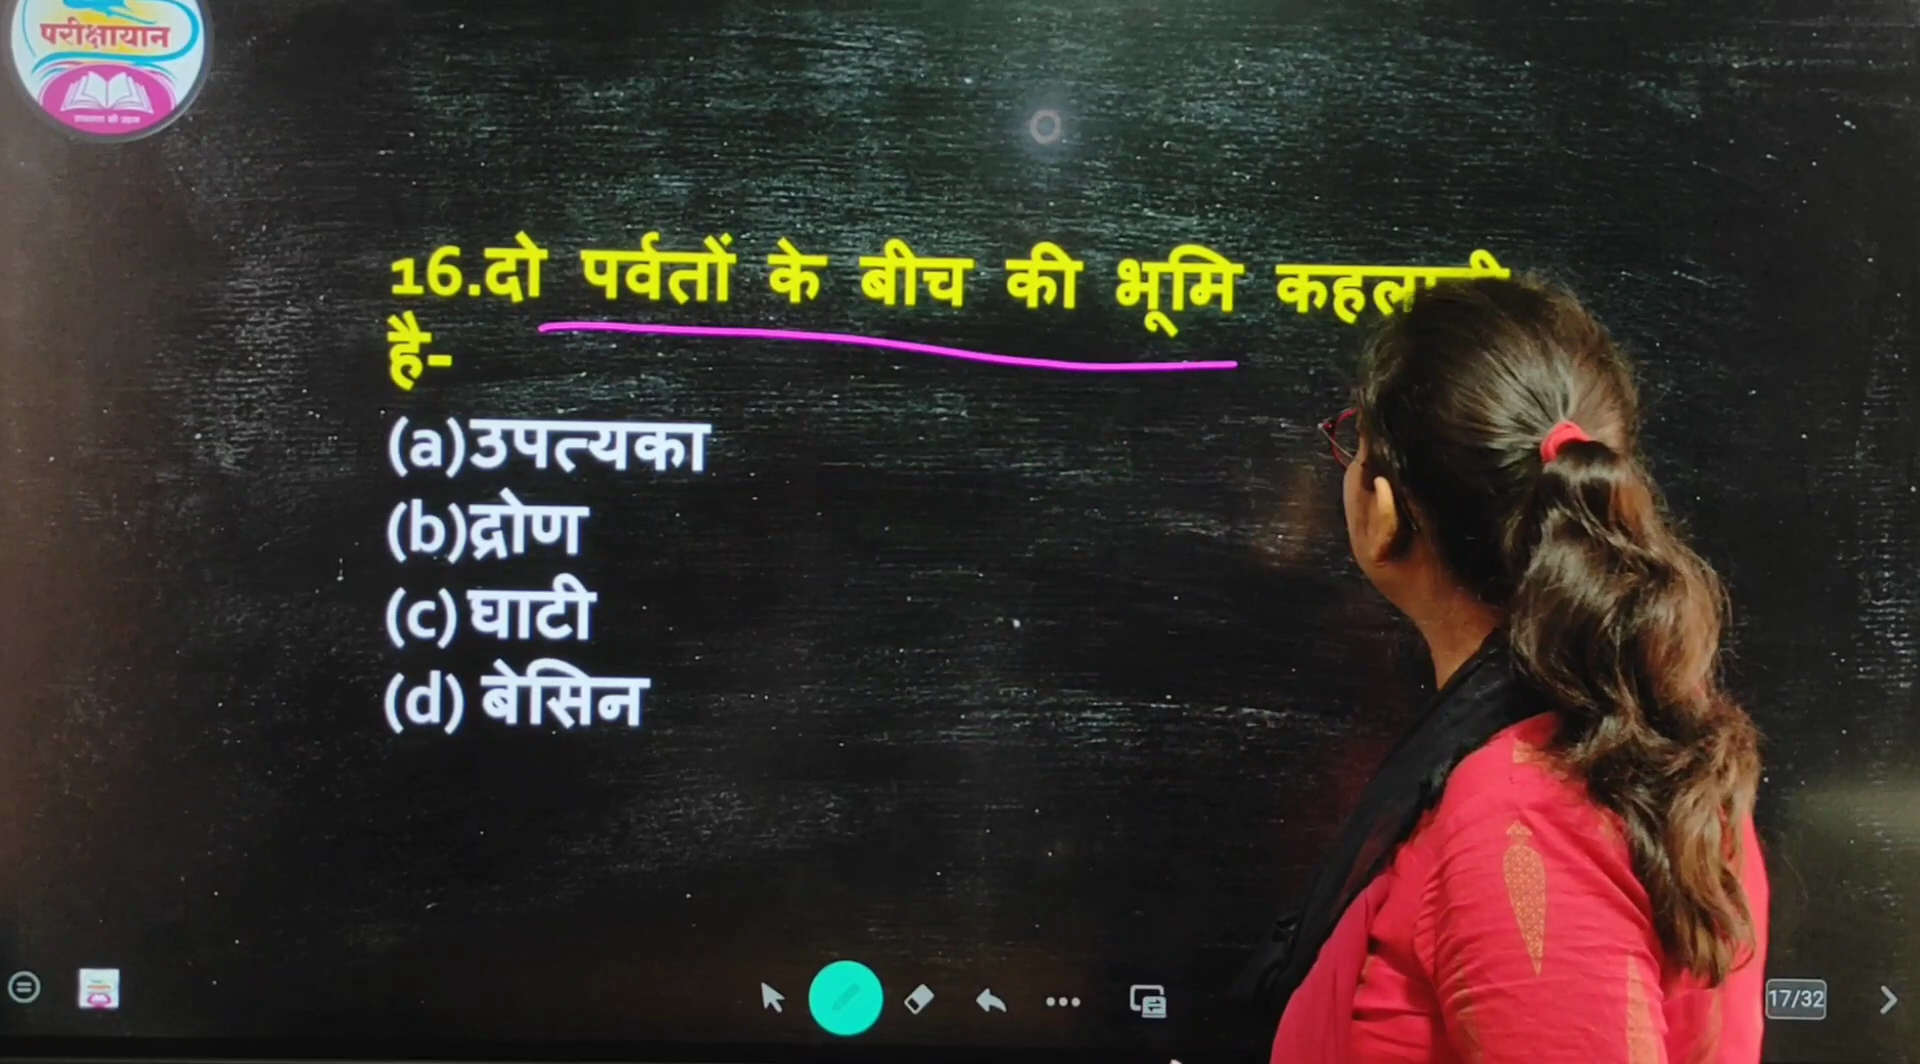 परीक्षायान
16.दो पर्वतों के बीच की भूमि
है-
(a)उपत्यका
(b)द्रोण
(c) घाटी
(d) बेसिन
17/32